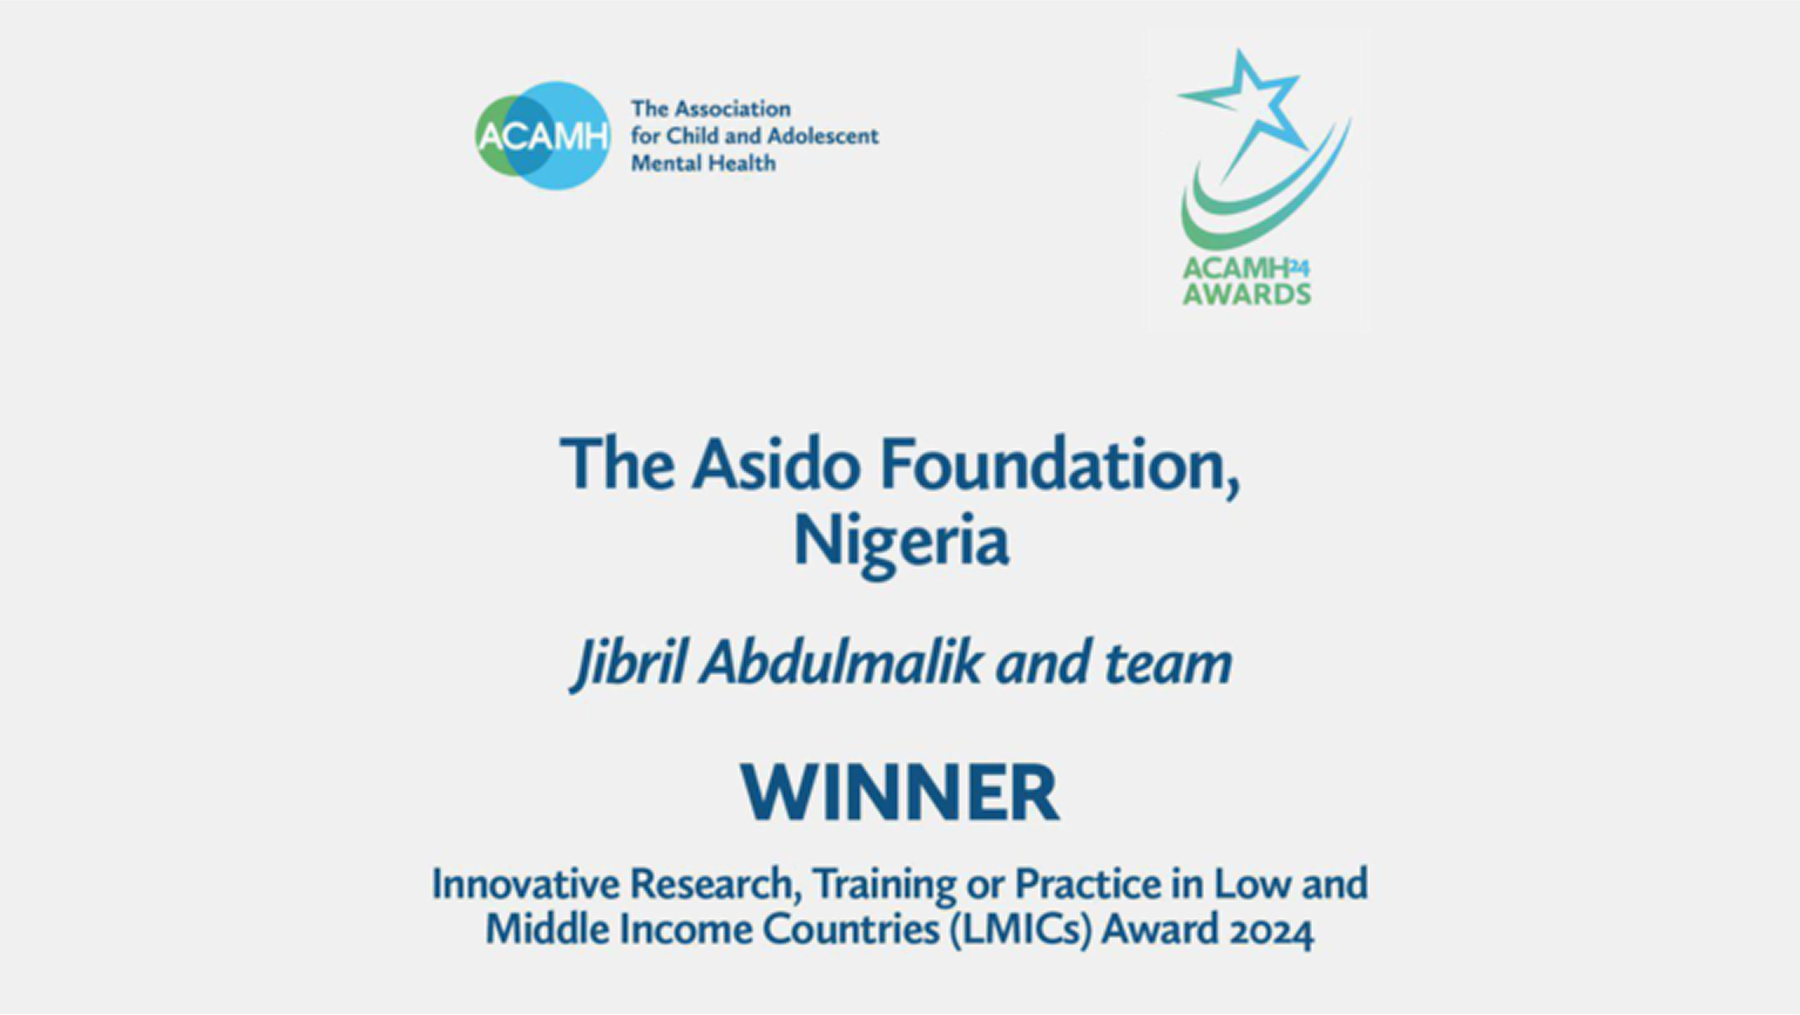 ACAMH
The Association
for Child and Adolescent
Mental Health
ACAMH24
AWARDS
The Asido Foundation,
Nigeria
Jibril Abdulmalik and team
WINNER
Innovative Research, Training or Practice in Low and
Middle Income Countries (LMICs) Award 2024